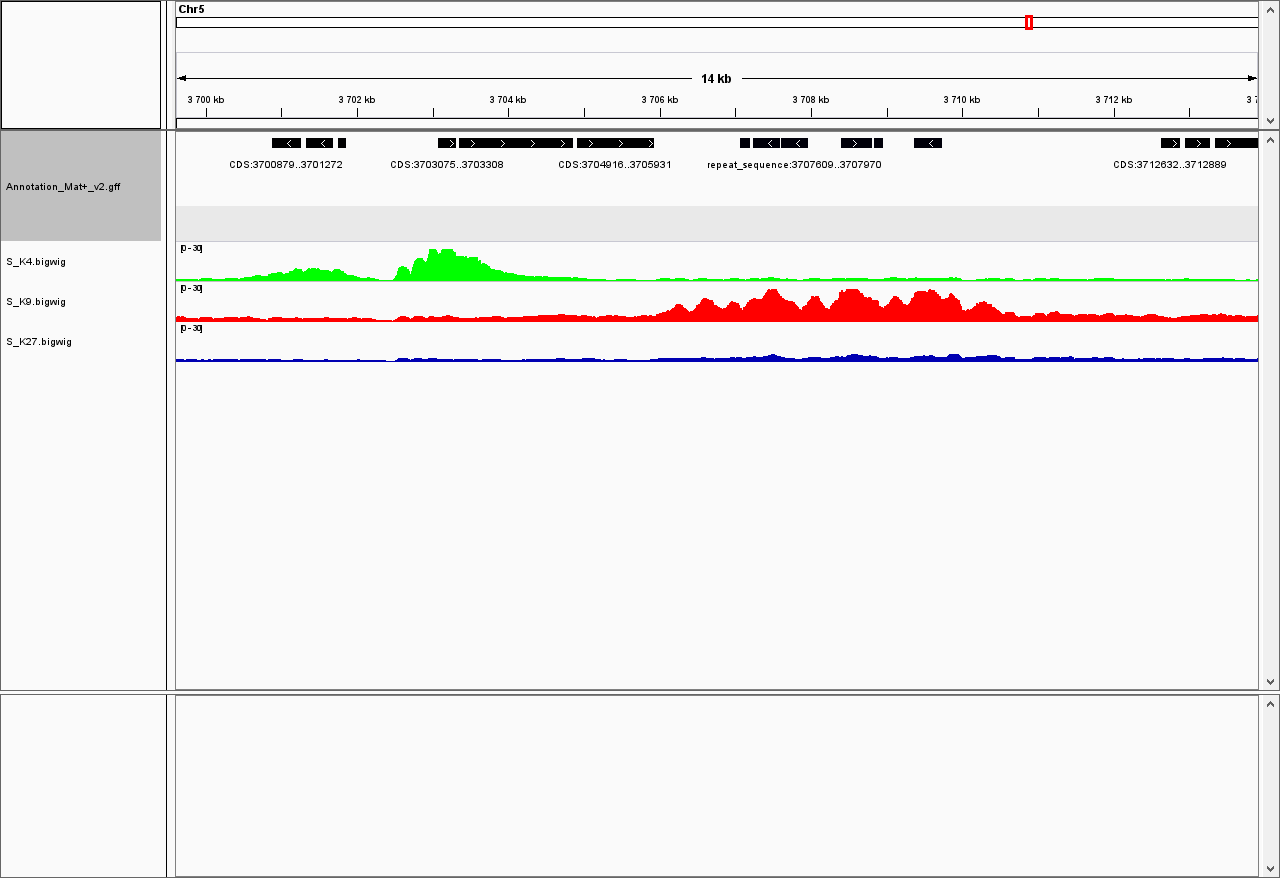 Chr5
14 kb
3 700 kb 3 702 kb 3 704 kb 3 706 kb 3 708 kb 3 710 kb 3 712 kb 3 7
CDS:3700879..3701272 CDS:3703075..3703308 CDS:3704916..3705931 repeat_sequence:3707609..3707970 CDS:3712632..3712889
Annotation_Mat+_v2.gff
[0 - 30]
S_K4.bigwig
[0 - 30]
S_K9.bigwig
[0 - 30]
S_K27.bigwig